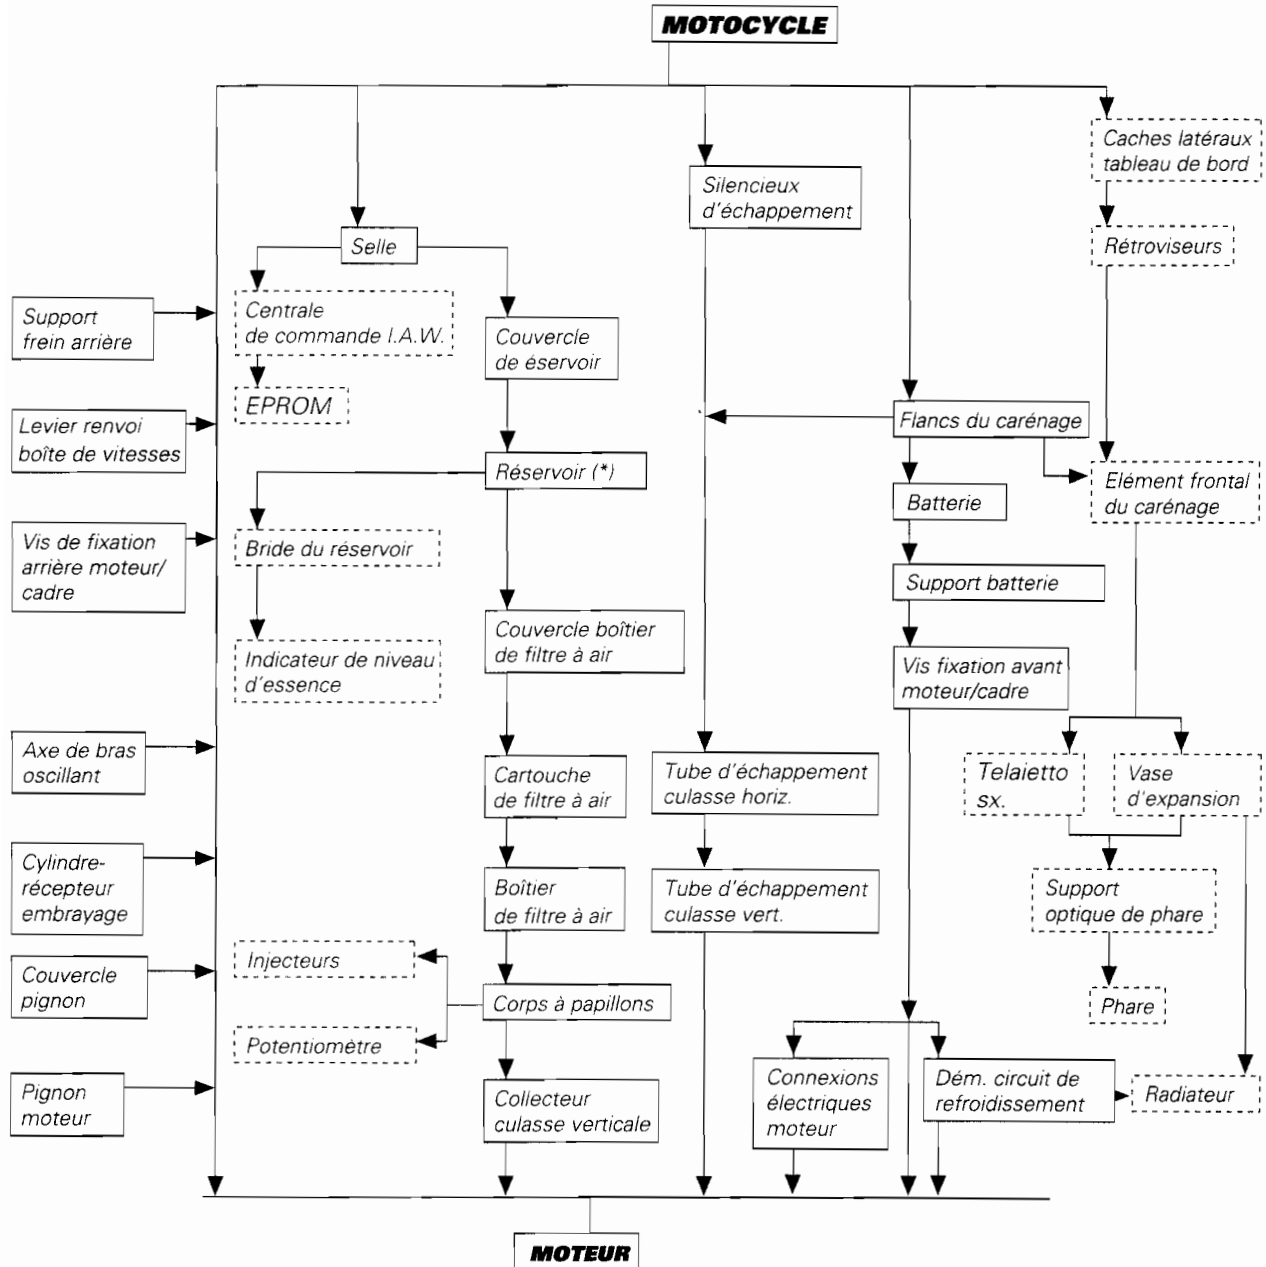 MOTOCYCLE
Caches latéraux
tableau de bord
Silencieux
d'échappement
Selle
Rétroviseurs
Support
frein arrière
Centrale
de commande I.A.W.
Couvercle
de éservoir
EPROM
Levier renvoi
boîte de vitesses
Flancs du carénage
Réservoir (*)
Batterie
Elément frontal
du carénage
Vis de fixation
arrière moteur/
cadre
Bride du réservoir
Support batterie
Couvercle boîtier
de filtre à air
Indicateur de niveau
d'essence
Vis fixation avant
moteur/cadre
Axe de bras
oscillant
Cartouche
de filtre à air
Tube d'échappement
culasse horiz.
Telaietto
sx.
Vase
d'expansion
Cylindre-
récepteur
embrayage
Boîtier
de filtre à air
Tube d'échappement
culasse vert.
Support
optique de phare
Injecteurs
Couvercle
pignon
Corps à papillons
Phare
Potentiomètre
Pignon
moteur
Collecteur
culasse verticale
Connexions
électriques
moteur
Dém. circuit de
refroidissement
Radiateur
MOTEUR